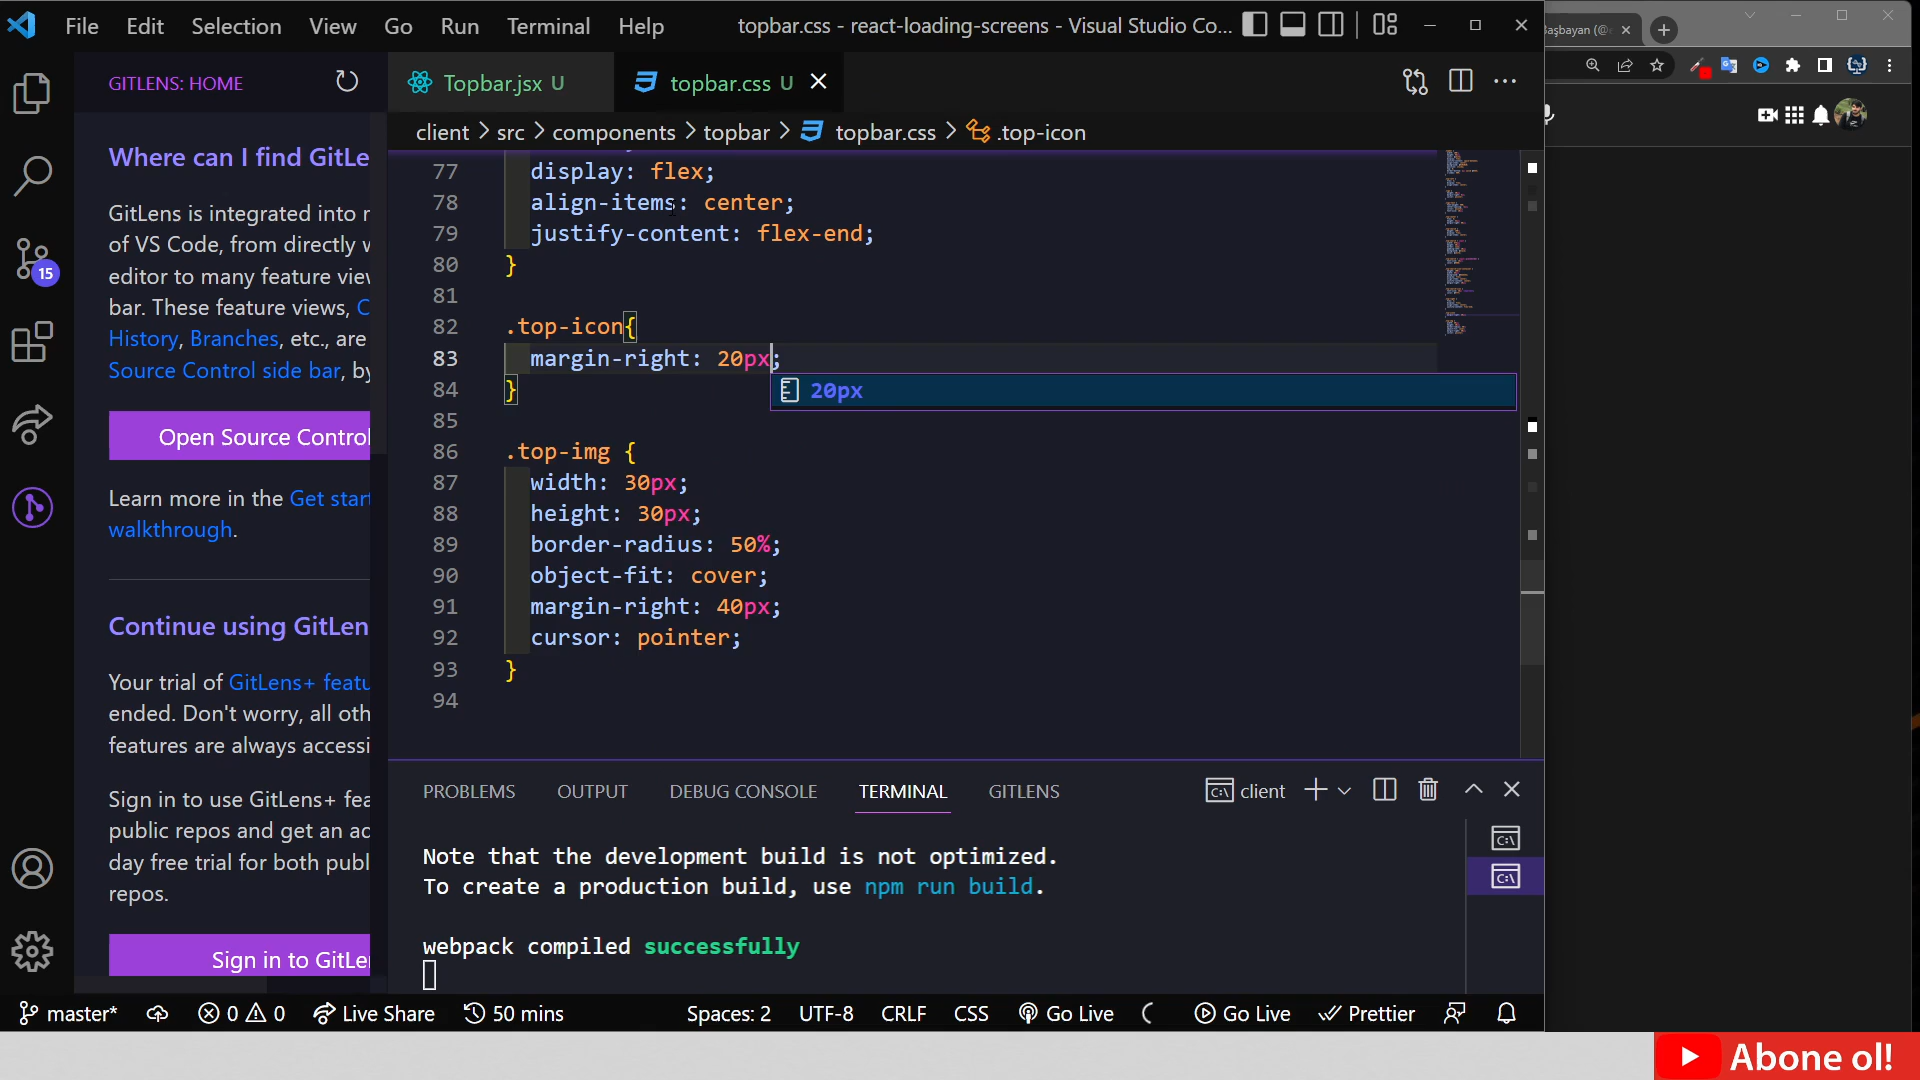 File Edit Selection View Go Run Terminal Help topbar.css - react-loading-screens - Visual Studio Co...
Başbayan (@
GITLENS: HOME
Topbar.jsx U topbar.css U
client > src > components > topbar > topbar.css > .top-icon
Where can I find GitLe
GitLens is integrated into r
of VS Code, from directly w
editor to many feature view
bar. These feature views, C
History, Branches, etc., are
Source Control side bar, by
Open Source Control
Learn more in the Get start
walkthrough.
Continue using GitLen
Your trial of GitLens+ featu
ended. Don't worry, all oth
features are always accessi
Sign in to use GitLens+ fea
public repos and get an ad
day free trial for both publ
repos.
Sign in to GitLe
15
77 display: flex;
78 align-items: center;
79 justify-content: flex-end;
80 }
81
82 .top-icon{
83 margin-right: 20px;
20px
84 }
85
86 .top-img {
87 width: 30px;
88 height: 30px;
89 border-radius: 50%;
90 object-fit: cover;
91 margin-right: 40px;
92 cursor: pointer;
93 }
94
PROBLEMS OUTPUT DEBUG CONSOLE TERMINAL GITLENS client
Note that the development build is not optimized.
To create a production build, use npm run build.
webpack compiled successfully
master* 0 0 Live Share 50 mins Spaces: 2 UTF-8 CRLF CSS Go Live Go Live Prettier
Abone ol!